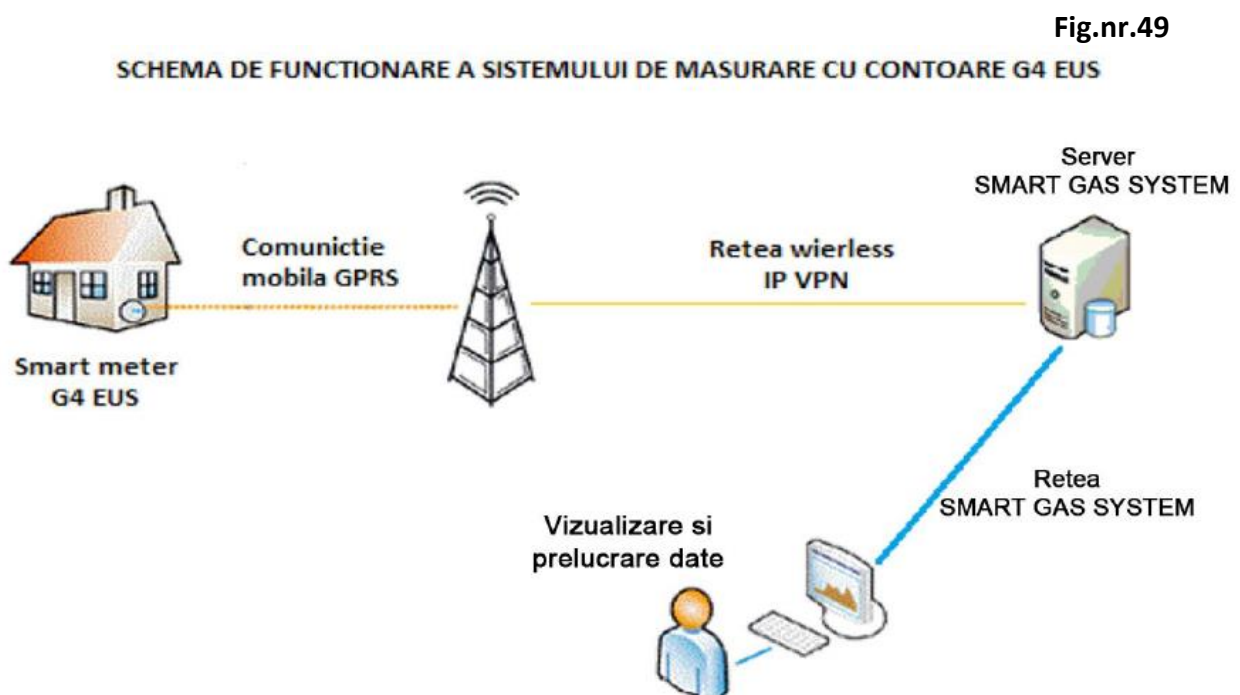 Fig.nr.49
SCHEMA DE FUNCTIONARE A SISTEMULUI DE MASURARE CU CONTOARE G4 EUS
Server
SMART GAS SYSTEM
Comunictie
mobila GPRS
Retea wierless
IP VPN
Smart meter
G4 EUS
Retea
SMART GAS SYSTEM
Vizualizare si
prelucrare date